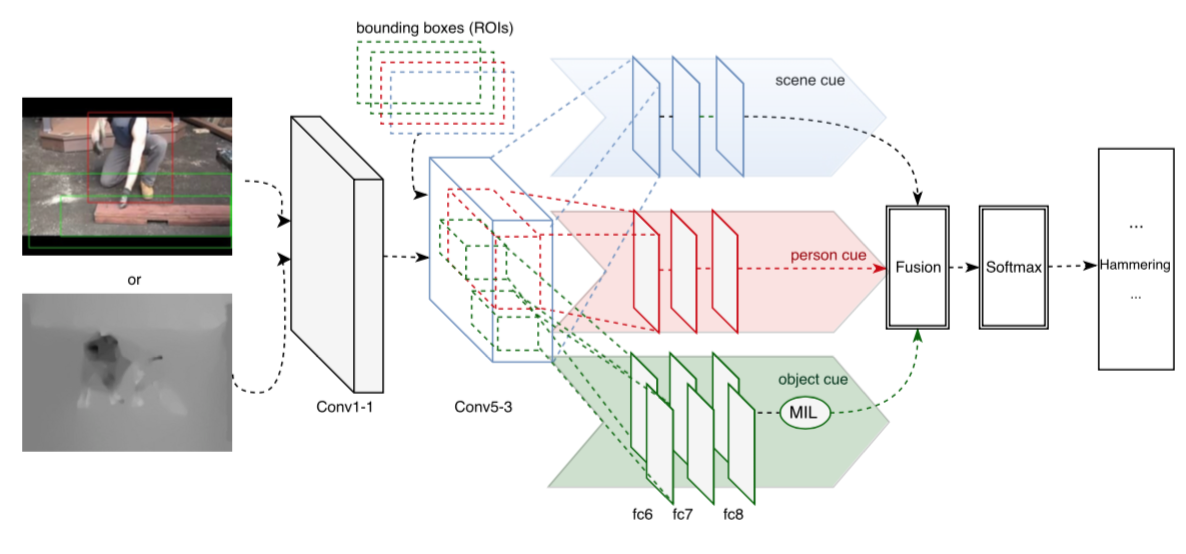 bounding boxes (ROIs)
scene cue
or
person cue
Fusion
Softmax
...
Hammering
...
object cue
MIL
Conv1-1
Conv5-3
fc6
fc7
fc8